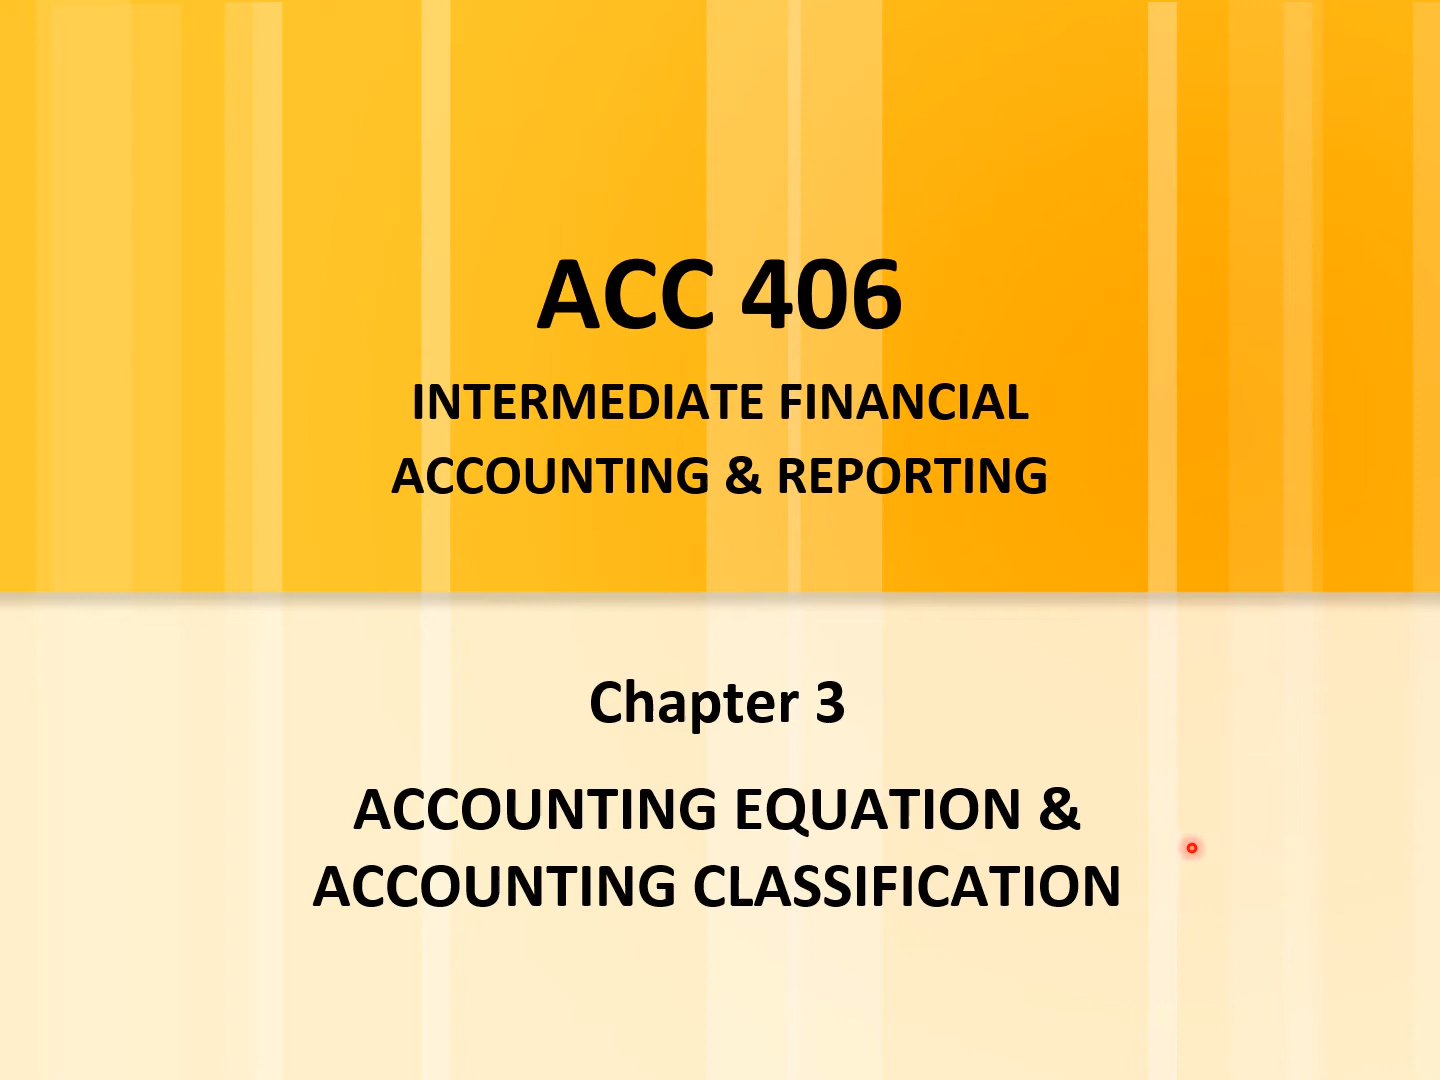 ACC 406
INTERMEDIATE FINANCIAL
ACCOUNTING & REPORTING
Chapter 3
ACCOUNTING EQUATION &
ACCOUNTING CLASSIFICATION